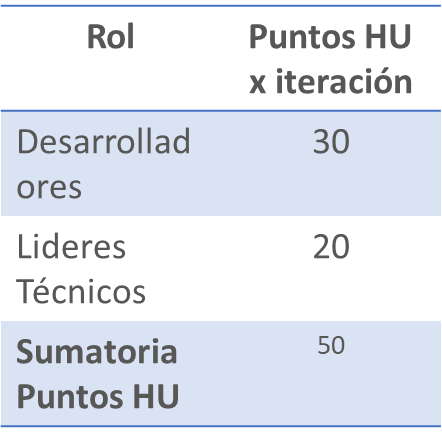 Rol Puntos HU
x iteración
Desarrollad 30
ores
Lideres 20
Técnicos
Sumatoria 50
Puntos HU